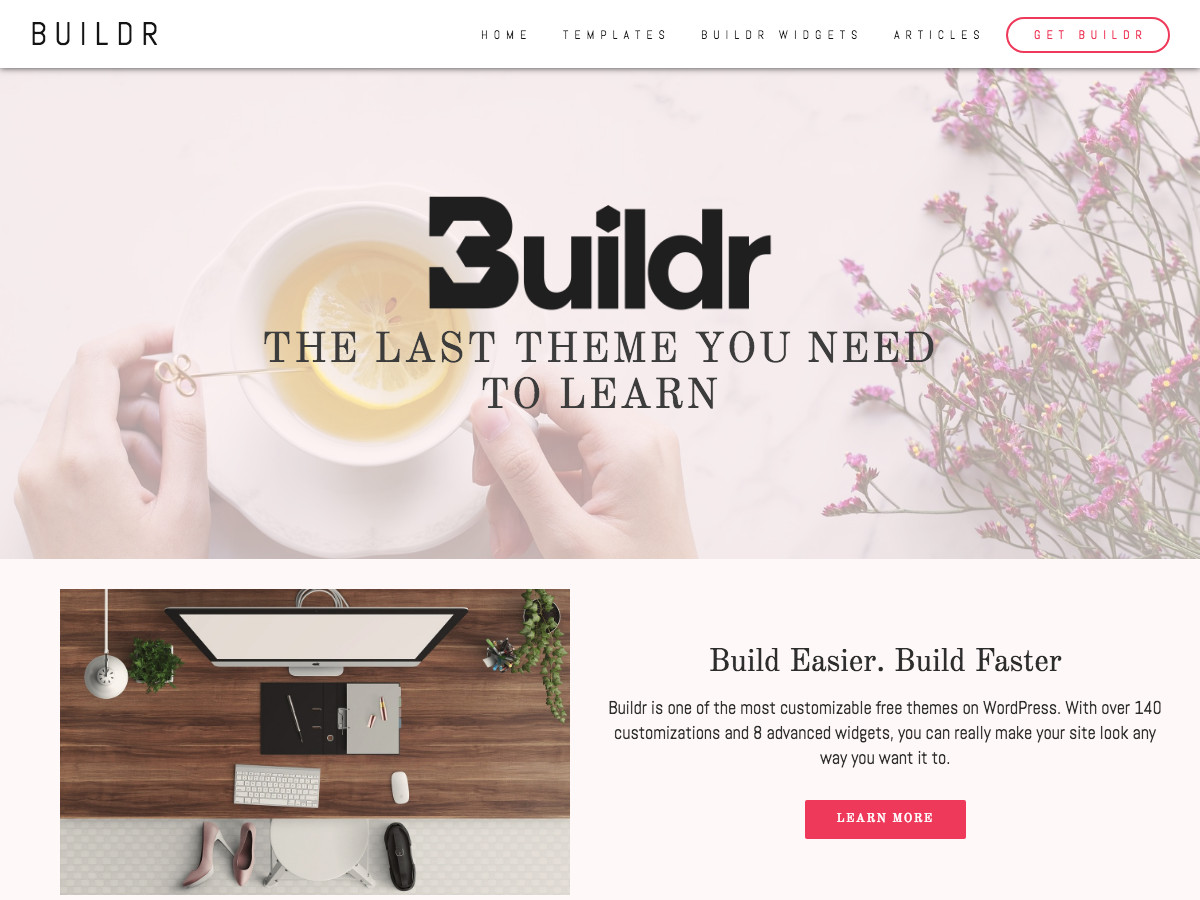 BUILDR
HOME TEMPLATES BUILDR WIDGETS ARTICLES GET BUILDR
Buildr
THE LAST THEME YOU NEED
TO LEARN
Build Easier. Build Faster
Buildr is one of the most customizable free themes on WordPress. With over 140
customizations and 8 advanced widgets, you can really make your site look any
way you want it to.
LEARN MORE